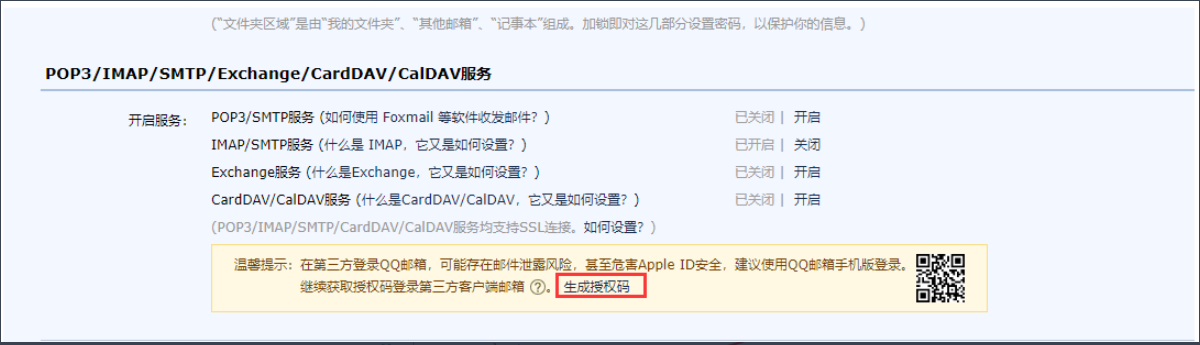 (“文件夹区域”是由“我的文件夹”、“其他邮箱”、“记事本”组成。加锁即对这几部分设置密码，以保护你的信息。)
POP3/IMAP/SMTP/Exchange/CardDAV/CalDAV服务
开启服务： POP3/SMTP服务 (如何使用 Foxmail 等软件收发邮件？) 已关闭 | 开启
IMAP/SMTP服务 (什么是 IMAP，它又是如何设置？) 已开启 | 关闭
Exchange服务 (什么是Exchange，它又是如何设置？) 已关闭 | 开启
CardDAV/CalDAV服务 (什么是CardDAV/CalDAV，它又是如何设置？) 已关闭 | 开启
(POP3/IMAP/SMTP/CardDAV/CalDAV服务均支持SSL连接。如何设置？)
温馨提示：在第三方登录QQ邮箱，可能存在邮件泄露风险，甚至危害Apple ID安全，建议使用QQ邮箱手机版登录。
继续获取授权码登录第三方客户端邮箱 ?。 生成授权码